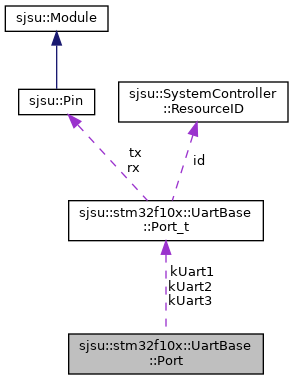 sjsu::Module
sjsu::Pin
sjsu::SystemController
::ResourceID
tx
rx
id
sjsu::stm32f10x::UartBase
::Port_t
kUart1
kUart2
kUart3
sjsu::stm32f10x::UartBase
::Port